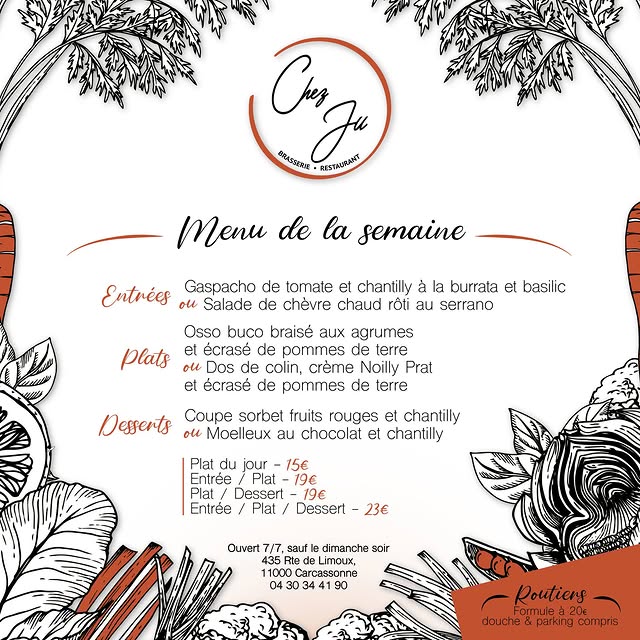 Chez
Ju
BRASSERIE • RESTAURANT
Menu de la semaine
Entrées
Gaspacho de tomate et chantilly à la burrata et basilic
ou Salade de chèvre chaud rôti au serrano
Plats
Osso buco braisé aux agrumes
et écrasé de pommes de terre
ou Dos de colin, crème Noilly Prat
et écrasé de pommes de terre
Desserts
Coupe sorbet fruits rouges et chantilly
ou Moelleux au chocolat et chantilly
Plat du jour - 15€
Entrée / Plat - 19€
Plat / Dessert - 19€
Entrée / Plat / Dessert - 23€
Ouvert 7/7, sauf le dimanche soir
435 Rte de Limoux,
11000 Carcassonne
04 30 34 41 90
Routiers
Formule à 20€
douche & parking compris